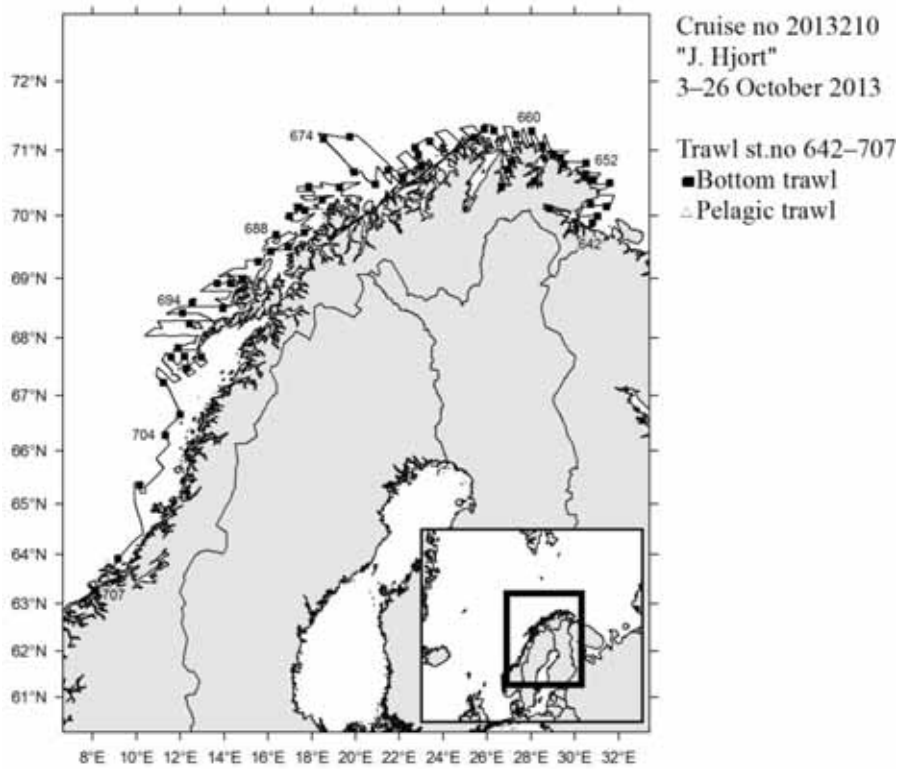 Cruise no 2013210
"J. Hjort"
3–26 October 2013
Trawl st.no 642–707
Bottom trawl
Pelagic trawl
72°N
71°N
70°N
69°N
68°N
67°N
66°N
65°N
64°N
63°N
62°N
61°N
660
674
652
642
688
694
704
707
8°E 10°E 12°E 14°E 16°E 18°E 20°E 22°E 24°E 26°E 28°E 30°E 32°E